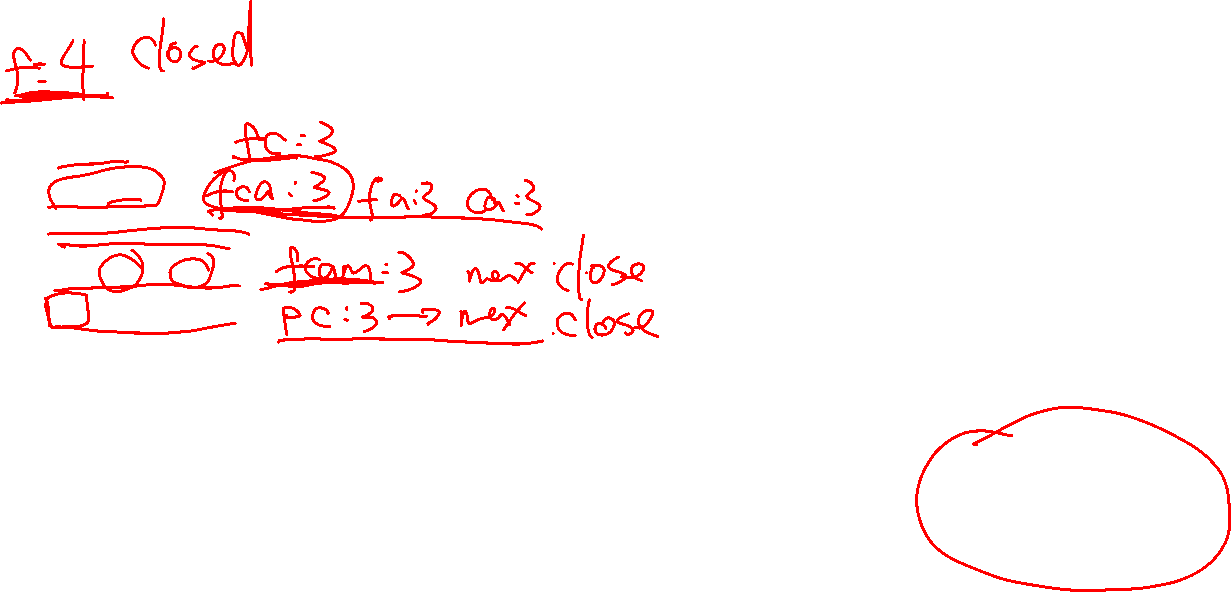 f:4 closed
fc:3
fca:3 fa:3 ca:3
fcam:3 max close
pc:3 → max close